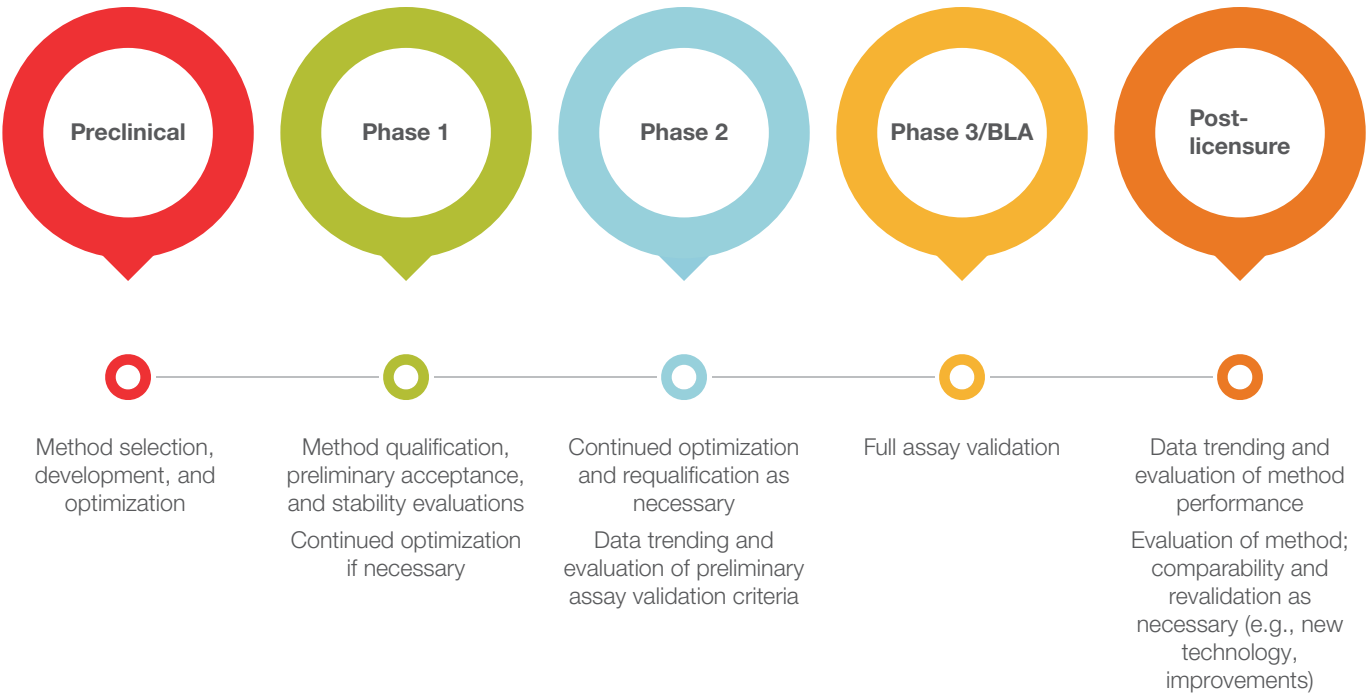 Preclinical
Phase 1
Phase 2
Phase 3/BLA
Post-
licensure
Method selection,
development, and
optimization
Method qualification,
preliminary acceptance,
and stability evaluations
Continued optimization
if necessary
Continued optimization
and requalification as
necessary
Data trending and
evaluation of preliminary
assay validation criteria
Full assay validation
Data trending and
evaluation of method
performance
Evaluation of method;
comparability and
revalidation as
necessary (e.g., new
technology,
improvements)